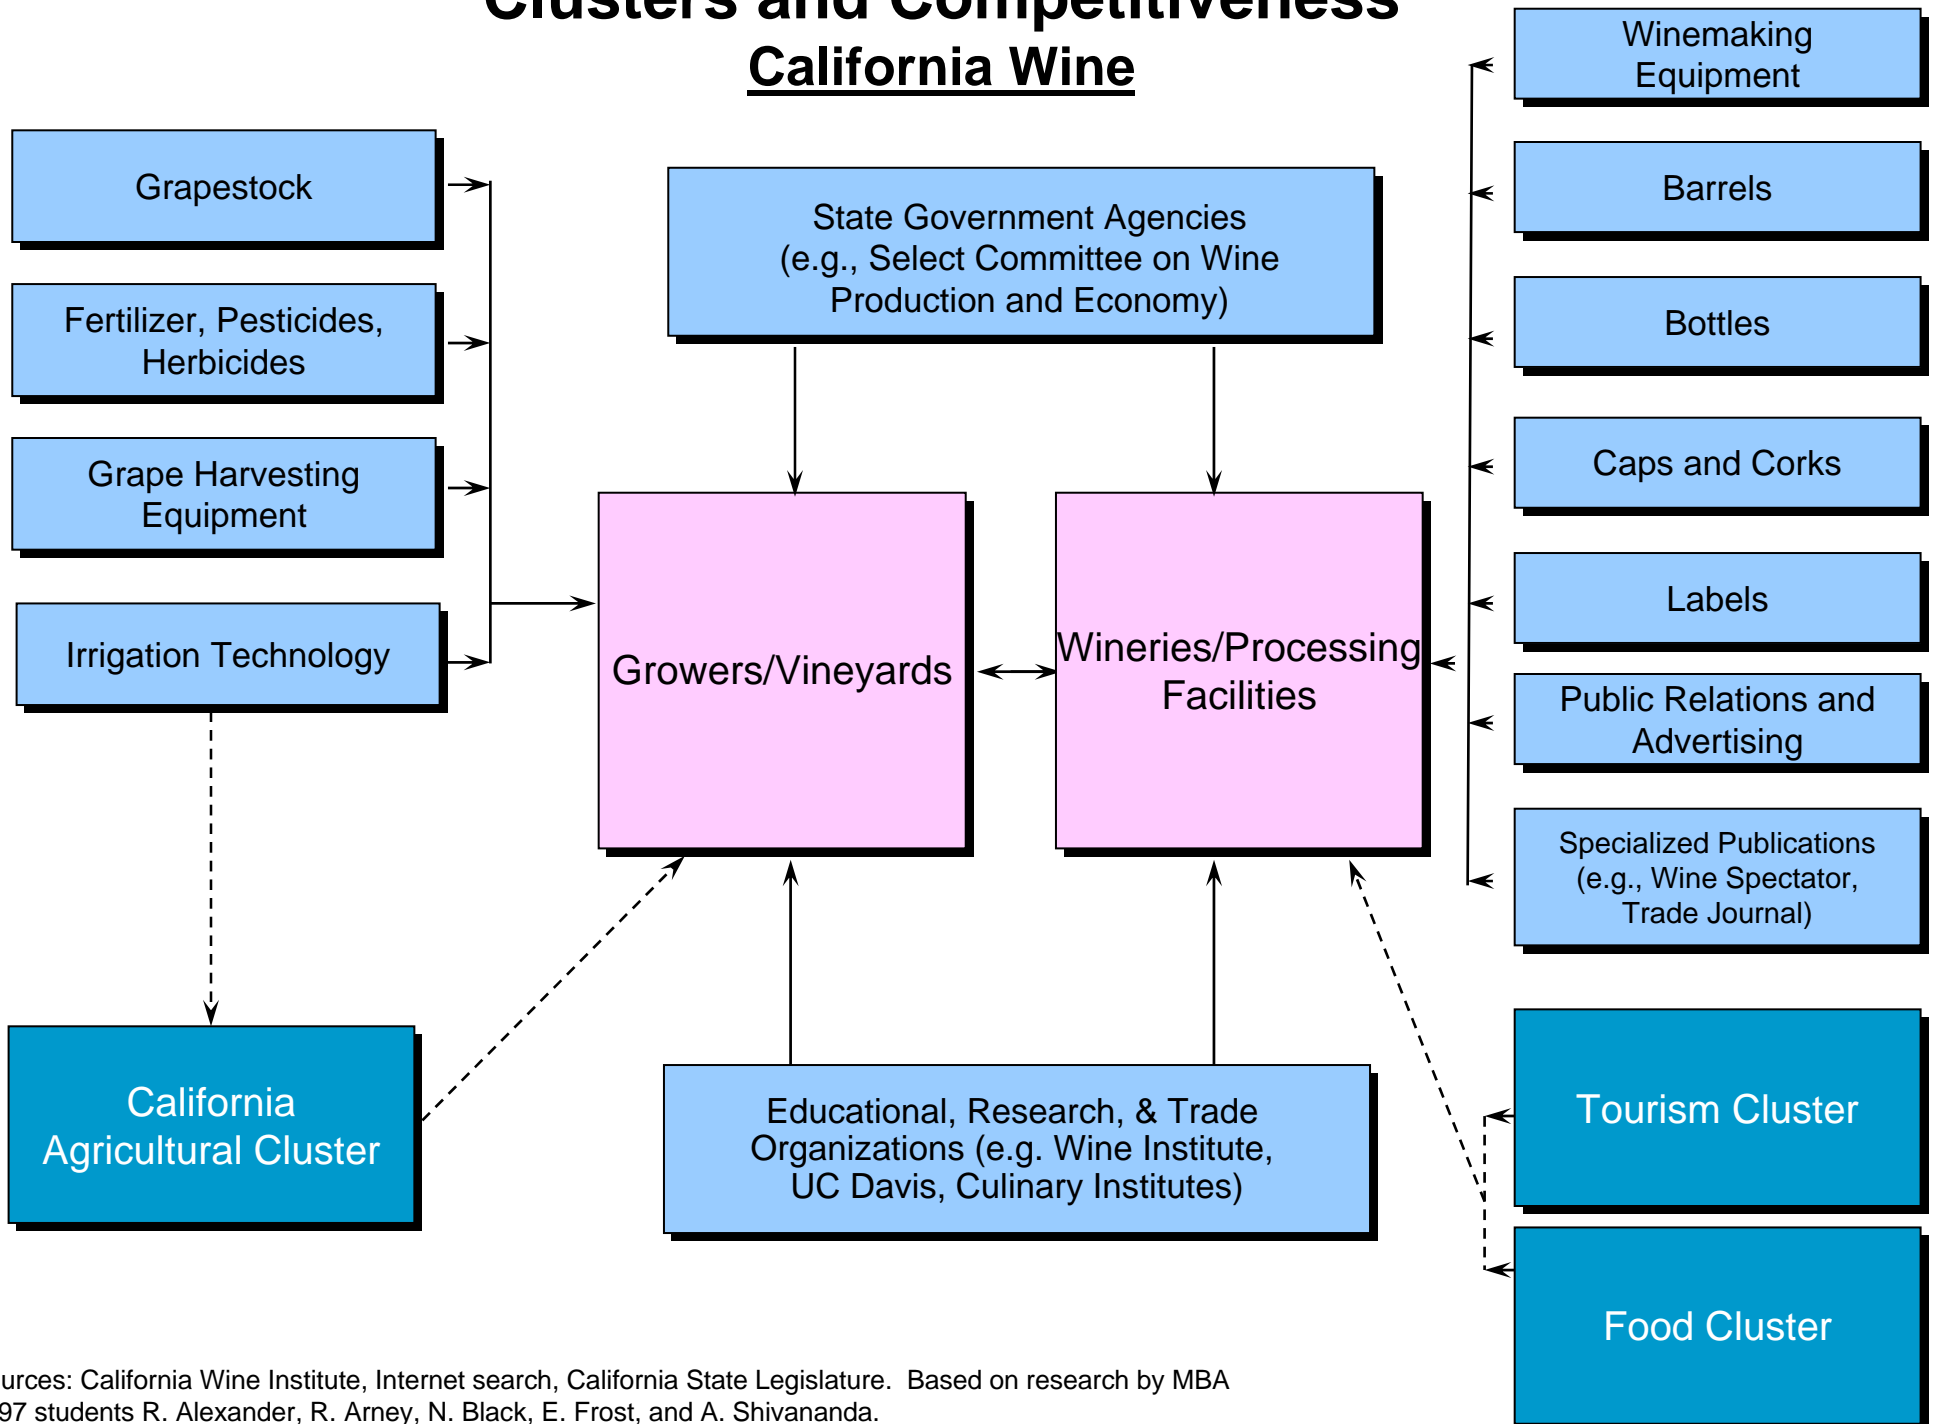 Clusters and Competitiveness
California Wine
Grapestock
Fertilizer, Pesticides,
Herbicides
Grape Harvesting
Equipment
Irrigation Technology
State Government Agencies
(e.g., Select Committee on Wine
Production and Economy)
Growers/Vineyards
Wineries/Processing
Facilities
Winemaking
Equipment
Barrels
Bottles
Caps and Corks
Labels
Public Relations and
Advertising
Specialized Publications
(e.g., Wine Spectator,
Trade Journal)
California
Agricultural Cluster
Educational, Research, & Trade
Organizations (e.g. Wine Institute,
UC Davis, Culinary Institutes)
Tourism Cluster
Food Cluster
urces: California Wine Institute, Internet search, California State Legislature. Based on research by MBA
97 students R. Alexander, R. Arney, N. Black, E. Frost, and A. Shivananda.